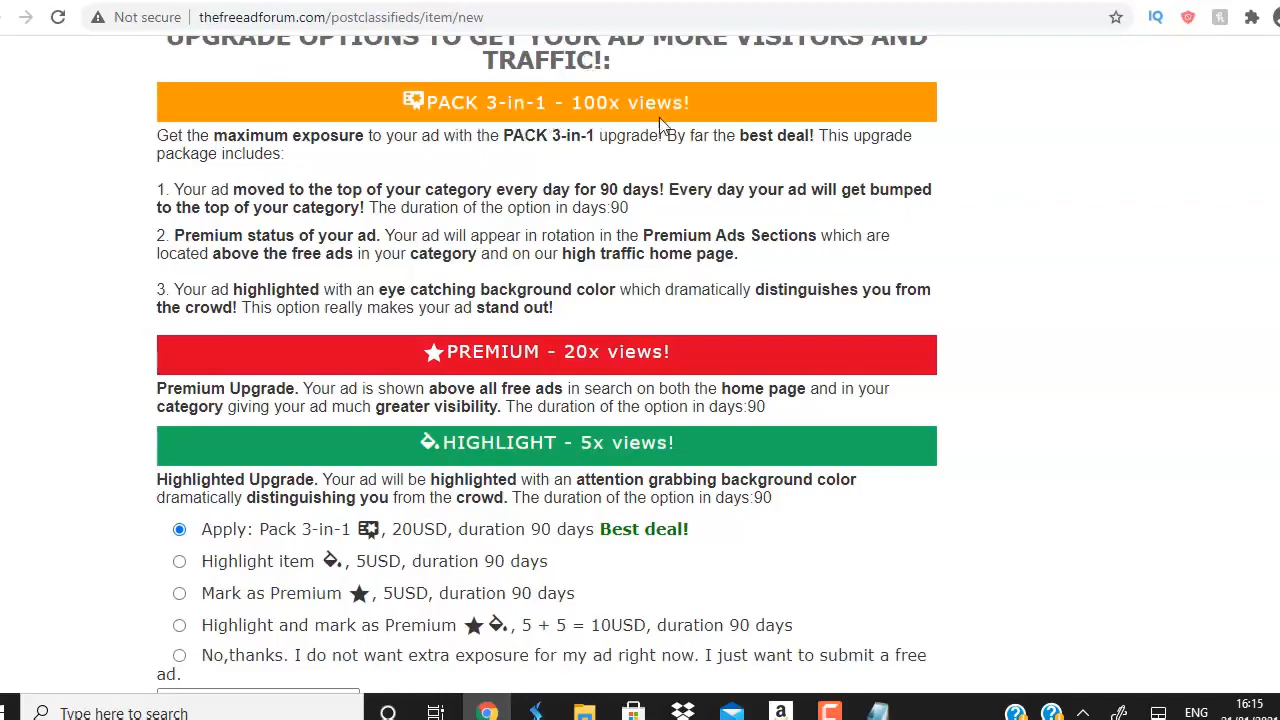 Not secure thefreeadforum.com/postclassifieds/item/new
UPGRADE OPTIONS TO GET YOUR AD MORE VISITORS AND
TRAFFIC!:
PACK 3-in-1 - 100x views!
Get the maximum exposure to your ad with the PACK 3-in-1 upgrade! By far the best deal! This upgrade
package includes:
1. Your ad moved to the top of your category every day for 90 days! Every day your ad will get bumped
to the top of your category! The duration of the option in days:90
2. Premium status of your ad. Your ad will appear in rotation in the Premium Ads Sections which are
located above the free ads in your category and on our high traffic home page.
3. Your ad highlighted with an eye catching background color which dramatically distinguishes you from
the crowd! This option really makes your ad stand out!
PREMIUM - 20x views!
Premium Upgrade. Your ad is shown above all free ads in search on both the home page and in your
category giving your ad much greater visibility. The duration of the option in days:90
HIGHLIGHT - 5x views!
Highlighted Upgrade. Your ad will be highlighted with an attention grabbing background color
dramatically distinguishing you from the crowd. The duration of the option in days:90
Apply: Pack 3-in-1 , 20USD, duration 90 days Best deal!
Highlight item , 5USD, duration 90 days
Mark as Premium , 5USD, duration 90 days
Highlight and mark as Premium , 5 + 5 = 10USD, duration 90 days
No,thanks. I do not want extra exposure for my ad right now. I just want to submit a free
ad.
Type here to search
ENG
16:15